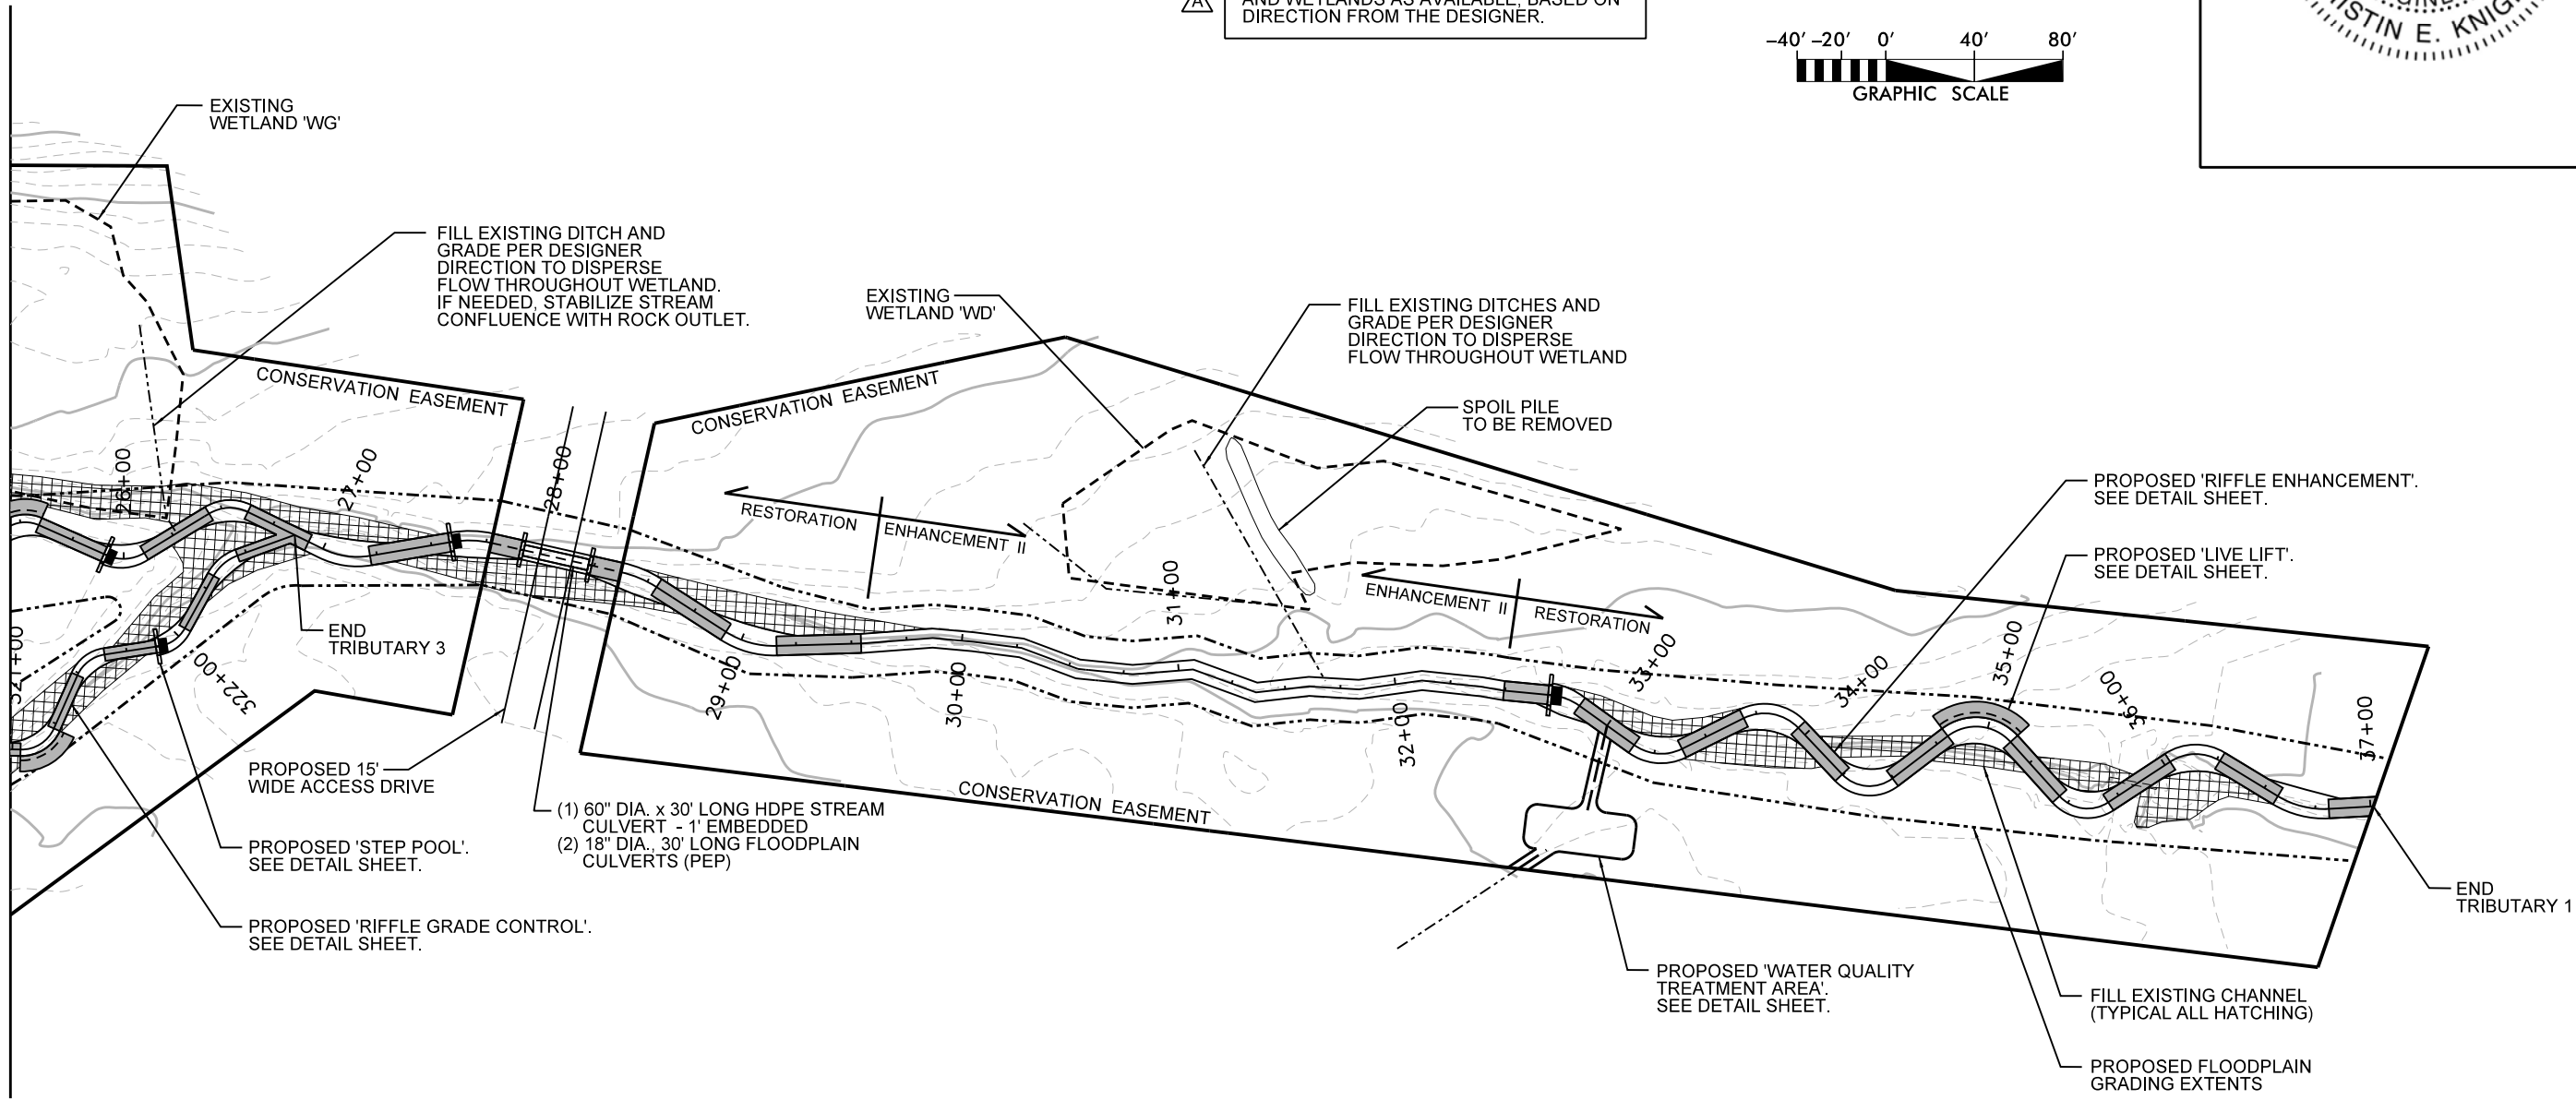 A
AND WETLANDS AS AVAILABLE, BASED ON
DIRECTION FROM THE DESIGNER.
–40' –20' 0' 40' 80'
GRAPHIC SCALE
E. KNIG
EXISTING
WETLAND 'WG'
FILL EXISTING DITCH AND
GRADE PER DESIGNER
DIRECTION TO DISPERSE
FLOW THROUGHOUT WETLAND.
IF NEEDED, STABILIZE STREAM
CONFLUENCE WITH ROCK OUTLET.
EXISTING
WETLAND 'WD'
FILL EXISTING DITCHES AND
GRADE PER DESIGNER
DIRECTION TO DISPERSE
FLOW THROUGHOUT WETLAND
SPOIL PILE
TO BE REMOVED
CONSERVATION EASEMENT
CONSERVATION EASEMENT
PROPOSED 'RIFFLE ENHANCEMENT'.
SEE DETAIL SHEET.
PROPOSED 'LIVE LIFT'.
SEE DETAIL SHEET.
26+00
27+00
28+00
RESTORATION
ENHANCEMENT II
ENHANCEMENT II
RESTORATION
31+00
33+00
34+00
35+00
36+00
37+00
32+00
322+00
END
TRIBUTARY 3
29+00
30+00
32+00
PROPOSED 15'
WIDE ACCESS DRIVE
(1) 60" DIA. x 30' LONG HDPE STREAM
CULVERT - 1' EMBEDDED
(2) 18" DIA., 30' LONG FLOODPLAIN
CULVERTS (PEP)
CONSERVATION EASEMENT
PROPOSED 'STEP POOL'.
SEE DETAIL SHEET.
PROPOSED 'RIFFLE GRADE CONTROL'.
SEE DETAIL SHEET.
END
TRIBUTARY 1
PROPOSED 'WATER QUALITY
TREATMENT AREA'.
SEE DETAIL SHEET.
FILL EXISTING CHANNEL
(TYPICAL ALL HATCHING)
PROPOSED FLOODPLAIN
GRADING EXTENTS